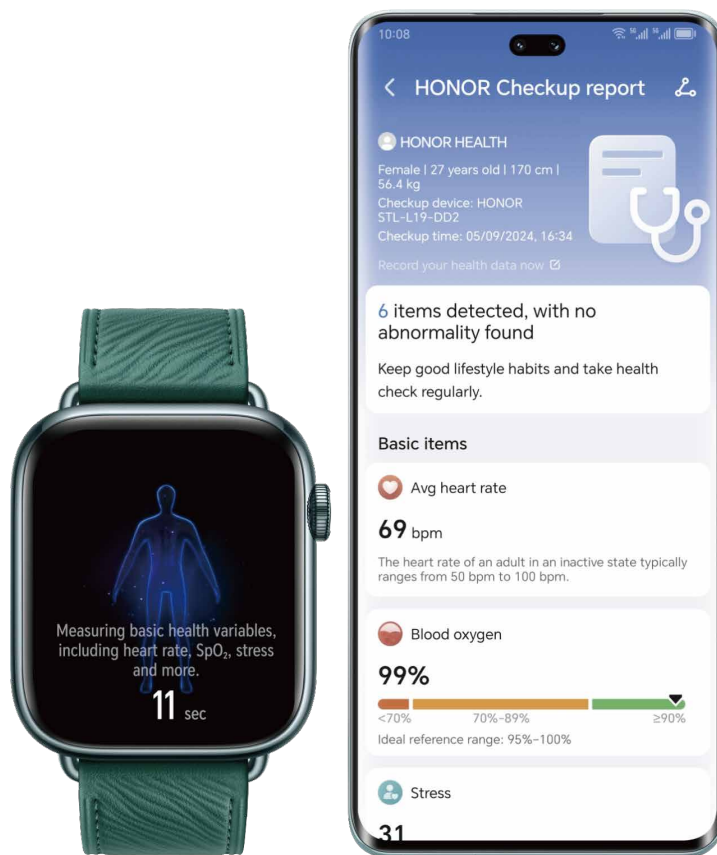 Measuring basic health variables,
including heart rate, SpO₂, stress
and more.
11 sec
10:08
HONOR Checkup report
HONOR HEALTH
Female | 27 years old | 170 cm |
56.4 kg
Checkup device: HONOR
STL-L19-DD2
Checkup time: 05/09/2024, 16:34
Record your health data now
6 items detected, with no
abnormality found
Keep good lifestyle habits and take health
check regularly.
Basic items
Avg heart rate
69 bpm
The heart rate of an adult in an inactive state typically
ranges from 50 bpm to 100 bpm.
Blood oxygen
99%
<70% 70%-89% ≥90%
Ideal reference range: 95%-100%
Stress
31